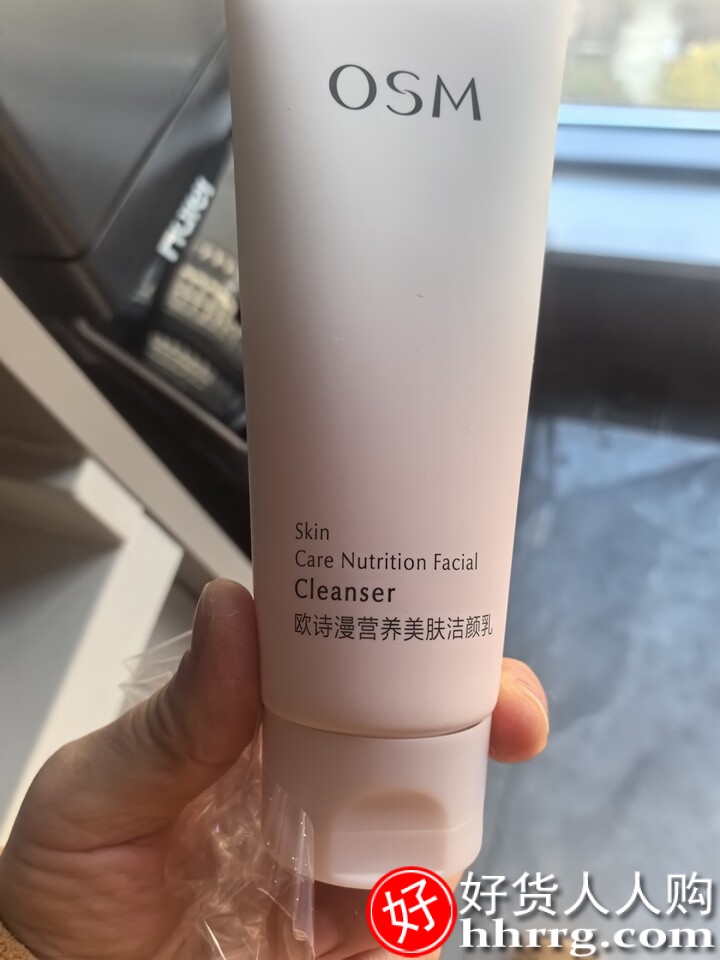 OSM
Skin
Care Nutrition Facial
Cleanser
欧诗漫营养美肤洁颜乳
好
好货人人购
hhrrg.com